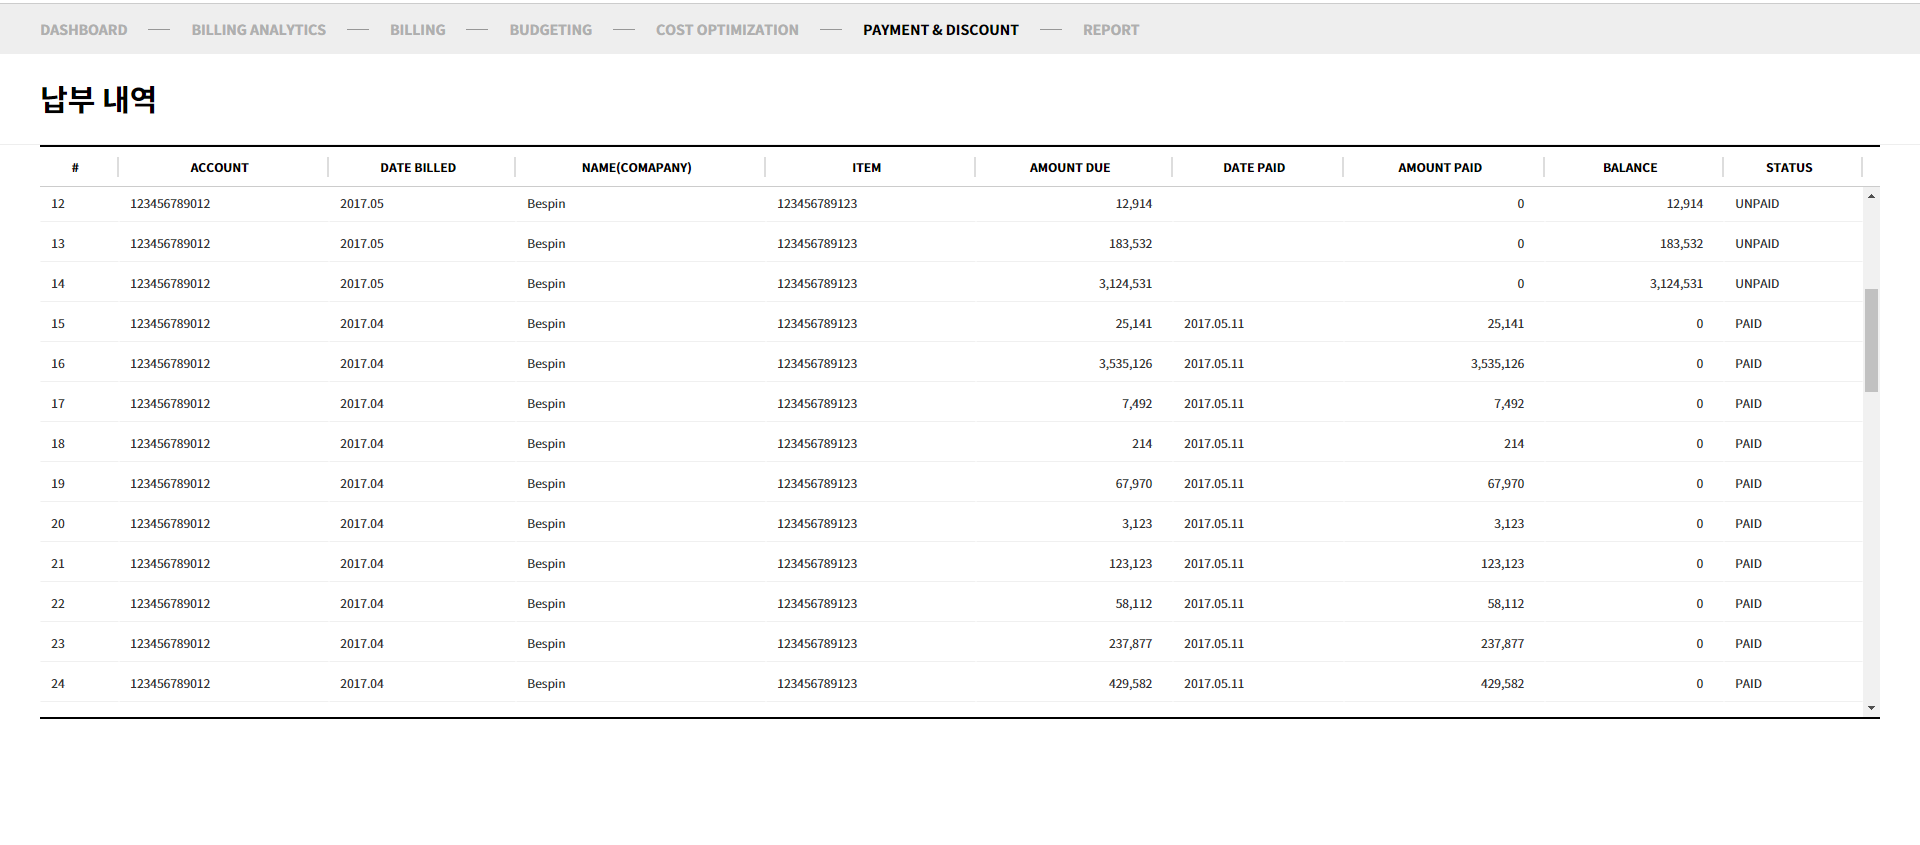 DASHBOARD — BILLING ANALYTICS — BILLING — BUDGETING — COST OPTIMIZATION — PAYMENT & DISCOUNT — REPORT
납부 내역
# ACCOUNT DATE BILLED NAME(COMAPANY) ITEM AMOUNT DUE DATE PAID AMOUNT PAID BALANCE STATUS
12 123456789012 2017.05 Bespin 123456789123 12,914 0 12,914 UNPAID
13 123456789012 2017.05 Bespin 123456789123 183,532 0 183,532 UNPAID
14 123456789012 2017.05 Bespin 123456789123 3,124,531 0 3,124,531 UNPAID
15 123456789012 2017.04 Bespin 123456789123 25,141 2017.05.11 25,141 0 PAID
16 123456789012 2017.04 Bespin 123456789123 3,535,126 2017.05.11 3,535,126 0 PAID
17 123456789012 2017.04 Bespin 123456789123 7,492 2017.05.11 7,492 0 PAID
18 123456789012 2017.04 Bespin 123456789123 214 2017.05.11 214 0 PAID
19 123456789012 2017.04 Bespin 123456789123 67,970 2017.05.11 67,970 0 PAID
20 123456789012 2017.04 Bespin 123456789123 3,123 2017.05.11 3,123 0 PAID
21 123456789012 2017.04 Bespin 123456789123 123,123 2017.05.11 123,123 0 PAID
22 123456789012 2017.04 Bespin 123456789123 58,112 2017.05.11 58,112 0 PAID
23 123456789012 2017.04 Bespin 123456789123 237,877 2017.05.11 237,877 0 PAID
24 123456789012 2017.04 Bespin 123456789123 429,582 2017.05.11 429,582 0 PAID